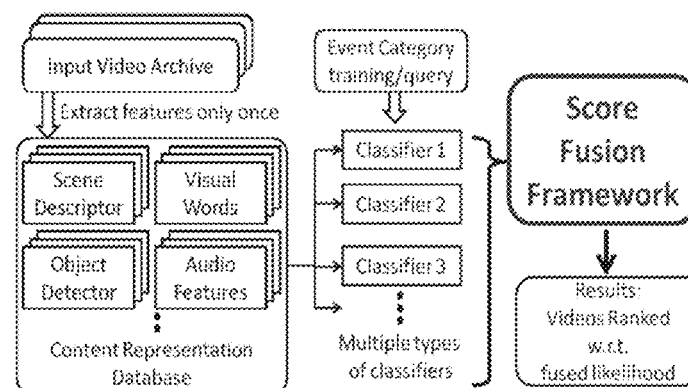 Input Video Archive
Extract features only once
Scene
Descriptor
Visual
Words
Object
Detector
Audio
Features
Content Representation
Database
Event Category
training/query
Classifier 1
Classifier 2
Classifier 3
Multiple types
of classifiers
Score
Fusion
Framework
Results:
Videos Ranked
w.r.t.
fused likelihood